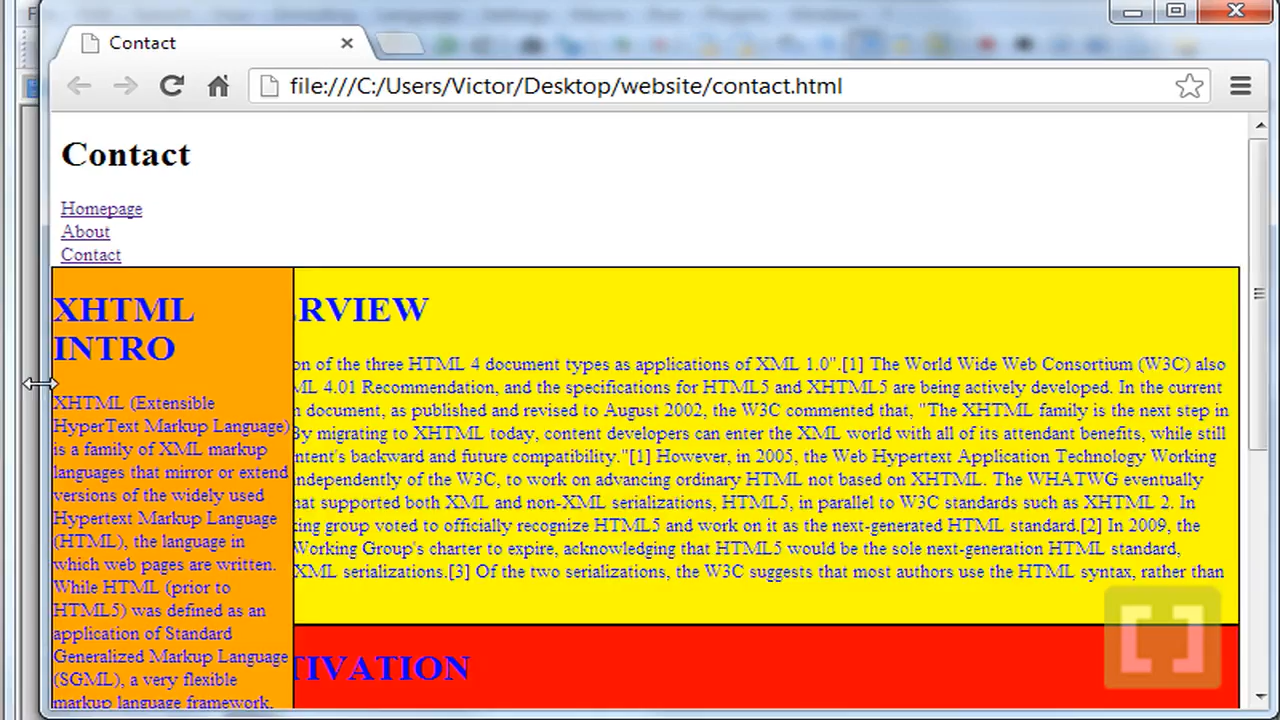 Contact
file:///C:/Users/Victor/Desktop/website/contact.html
Contact
Homepage
About
Contact
XHTML
INTRO
XHTML (Extensible
HyperText Markup Language)
is a family of XML markup
languages that mirror or extend
versions of the widely used
Hypertext Markup Language
(HTML), the language in
which web pages are written.
While HTML (prior to
HTML5) was defined as an
application of Standard
Generalized Markup Language
(SGML), a very flexible
markup language framework,
ERVIEW
on of the three HTML 4 document types as applications of XML 1.0".[1] The World Wide Web Consortium (W3C) also
ML 4.01 Recommendation, and the specifications for HTML5 and XHTML5 are being actively developed. In the current
document, as published and revised to August 2002, the W3C commented that, "The XHTML family is the next step in
By migrating to XHTML today, content developers can enter the XML world with all of its attendant benefits, while still
ntent's backward and future compatibility."[1] However, in 2005, the Web Hypertext Application Technology Working
independently of the W3C, to work on advancing ordinary HTML not based on XHTML. The WHATWG eventually
hat supported both XML and non-XML serializations, HTML5, in parallel to W3C standards such as XHTML 2. In
king group voted to officially recognize HTML5 and work on it as the next-generated HTML standard.[2] In 2009, the
Working Group's charter to expire, acknowledging that HTML5 would be the sole next-generation HTML standard,
XML serializations.[3] Of the two serializations, the W3C suggests that most authors use the HTML syntax, rather than
TIVATION